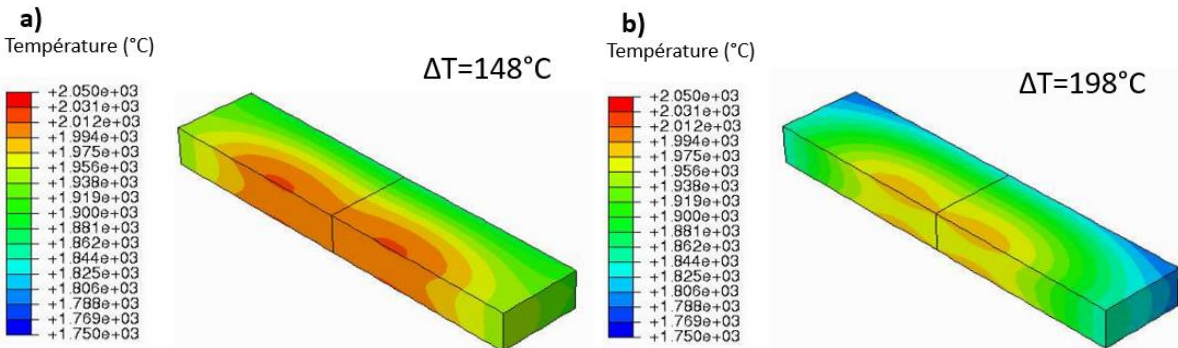 a)
Température (°C)
ΔT=148°C
+2.050e+03
+2.031e+03
+2.012e+03
+1.994e+03
+1.975e+03
+1.956e+03
+1.938e+03
+1.919e+03
+1.900e+03
+1.881e+03
+1.862e+03
+1.844e+03
+1.825e+03
+1.806e+03
+1.788e+03
+1.769e+03
+1.750e+03
b)
Température (°C)
ΔT=198°C
+2.050e+03
+2.031e+03
+2.012e+03
+1.994e+03
+1.975e+03
+1.956e+03
+1.938e+03
+1.919e+03
+1.900e+03
+1.881e+03
+1.862e+03
+1.844e+03
+1.825e+03
+1.806e+03
+1.788e+03
+1.769e+03
+1.750e+03